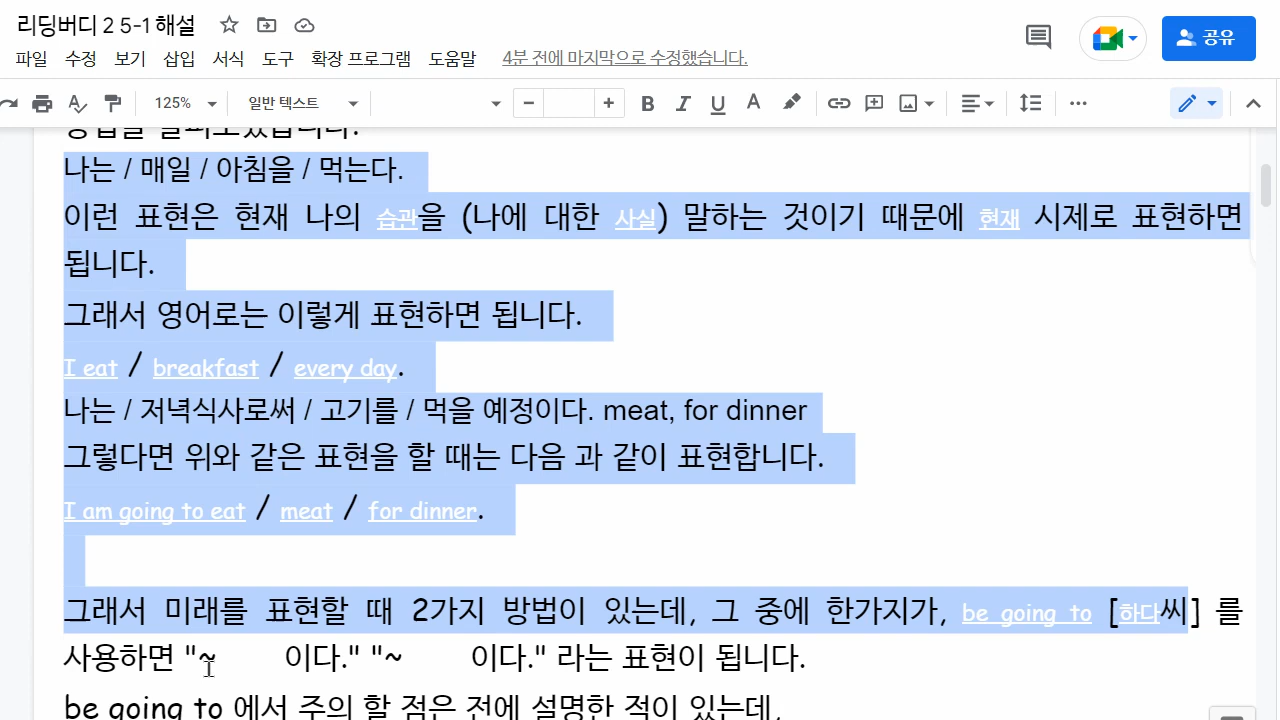 리딩버디 2 5-1 해설
파일 수정 보기 삽입 서식 도구 확장 프로그램 도움말 4분 전에 마지막으로 수정했습니다.
공유
125% 일반 텍스트 B I U A
나는 / 매일 / 아침을 / 먹는다.
이런 표현은 현재 나의 습관을 (나에 대한 사실) 말하는 것이기 때문에 현재 시제로 표현하면
됩니다.
그래서 영어로는 이렇게 표현하면 됩니다.
I eat / breakfast / every day.
나는 / 저녁식사로써 / 고기를 / 먹을 예정이다. meat, for dinner
그렇다면 위와 같은 표현을 할 때는 다음 과 같이 표현합니다.
I am going to eat / meat / for dinner.
그래서 미래를 표현할 때 2가지 방법이 있는데, 그 중에 한가지가, be going to [하다씨] 를
사용하면 "~ 이다." "~ 이다." 라는 표현이 됩니다.
be going to 에서 주의 할 점은 전에 설명한 적이 있는데,